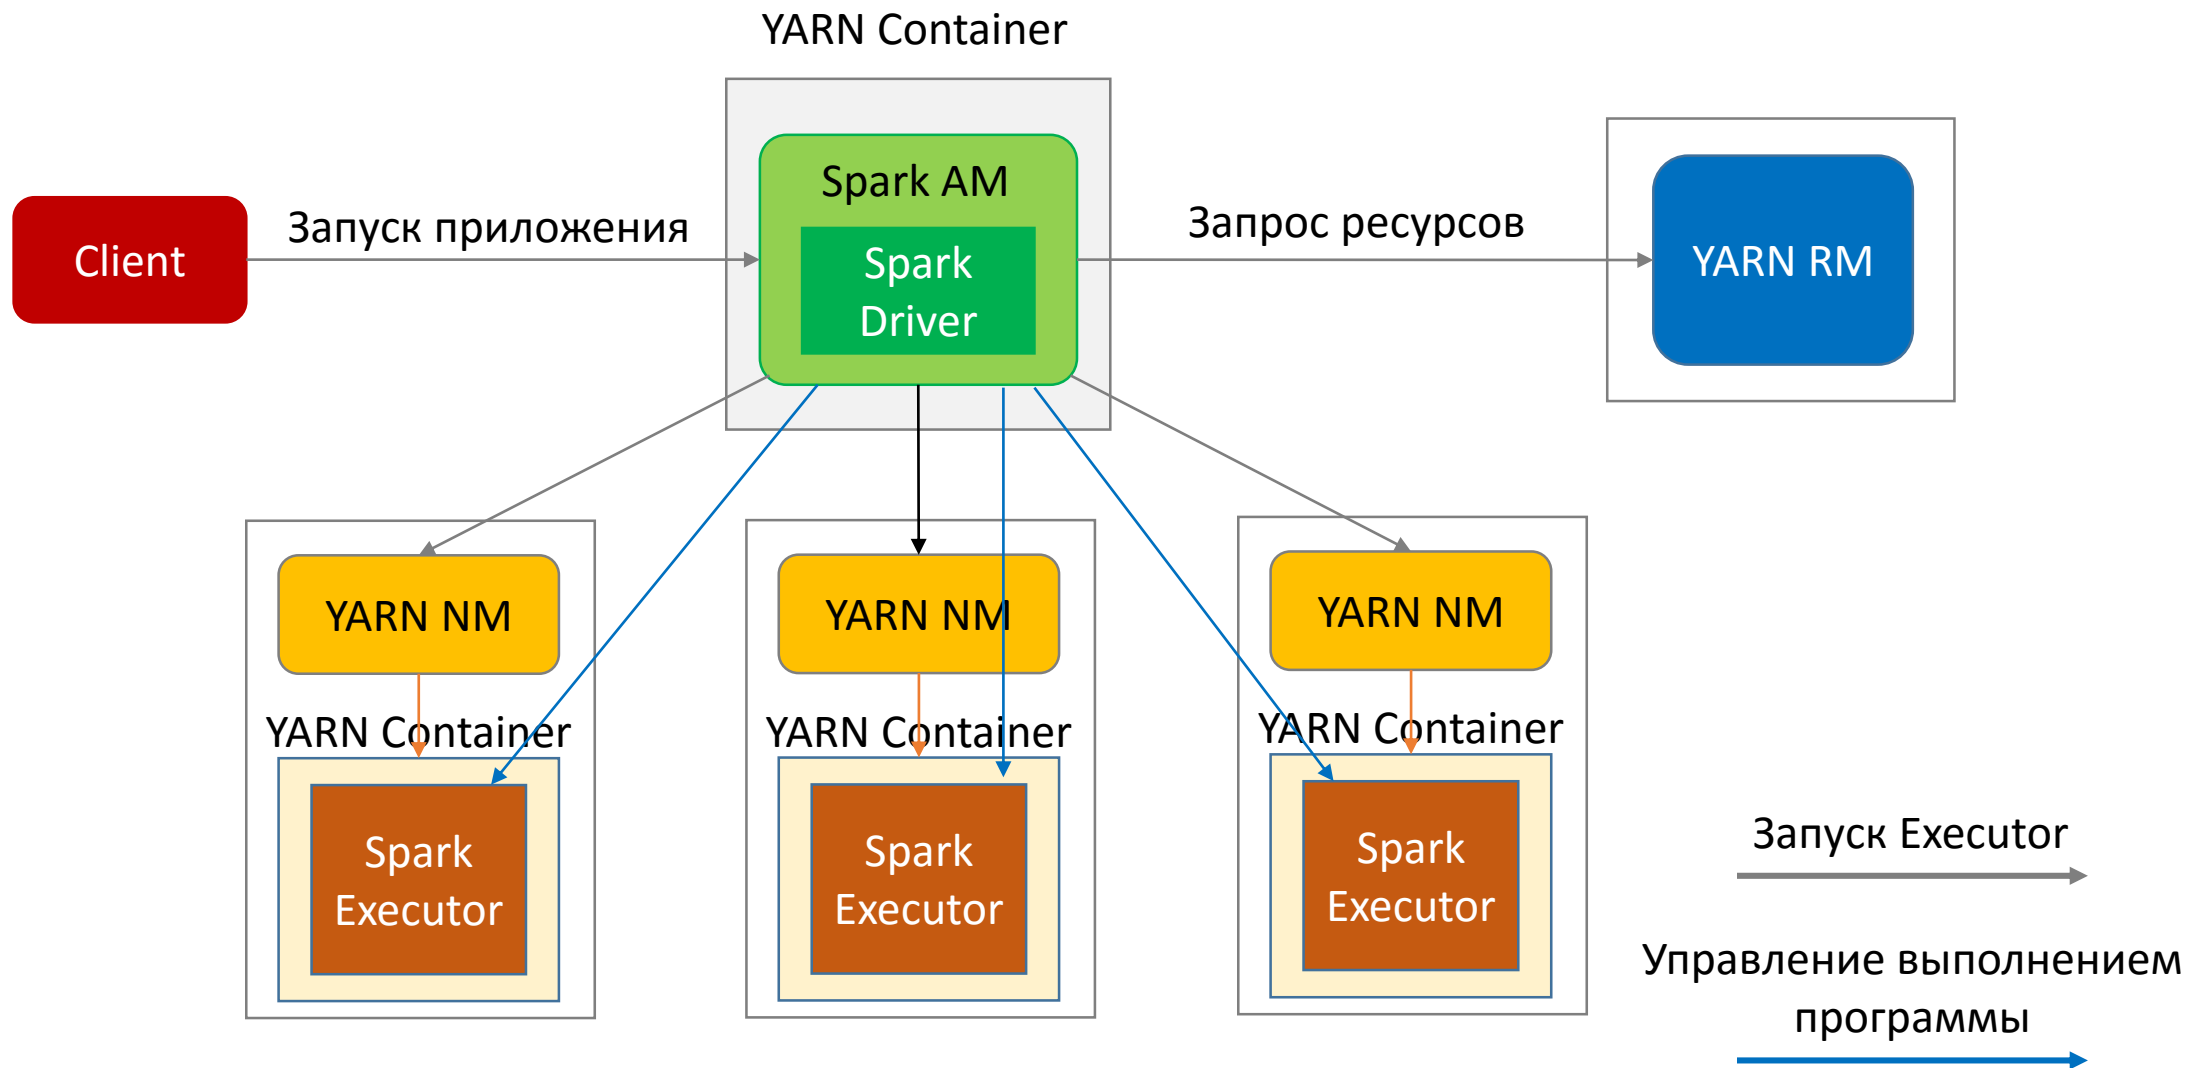 YARN Container
Spark AM
Client
Запуск приложения
Spark
Driver
Запрос ресурсов
YARN RM
YARN NM
YARN NM
YARN NM
YARN Container
YARN Container
YARN Container
Spark
Executor
Spark
Executor
Spark
Executor
Запуск Executor
Управление выполнением
программы